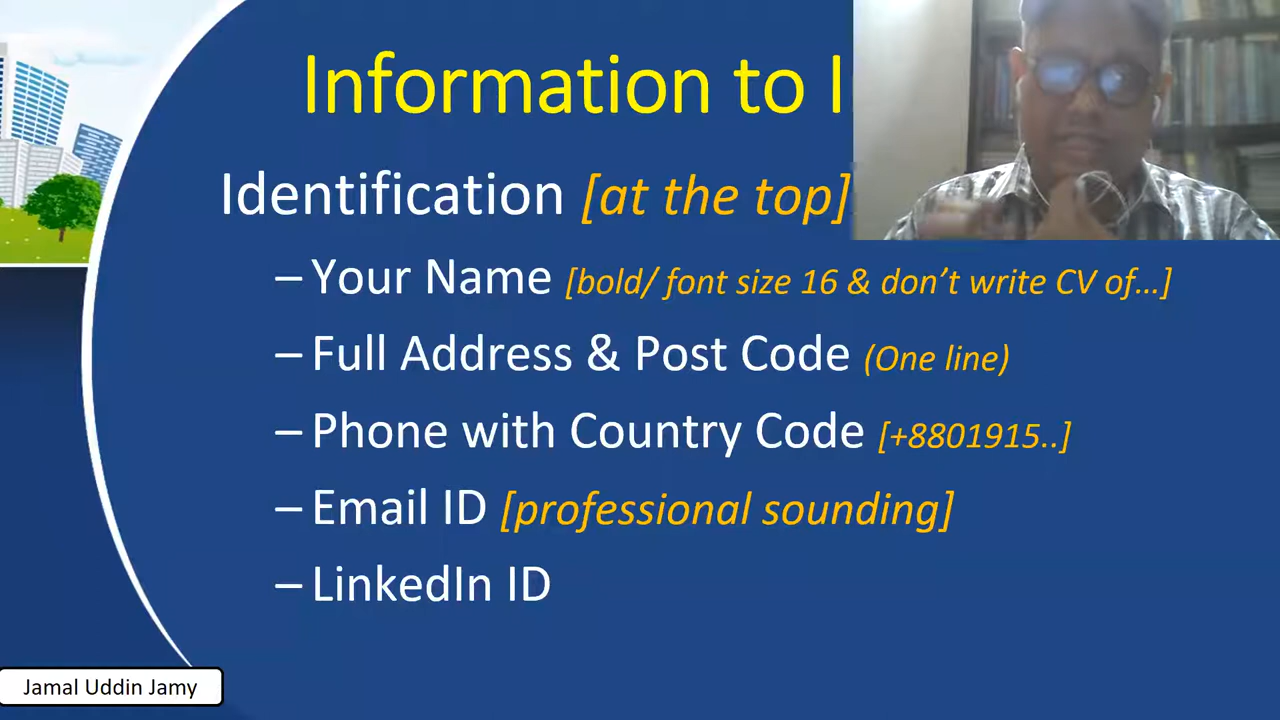 Information to I
Identification [at the top]
– Your Name [bold/ font size 16 & don’t write CV of...]
– Full Address & Post Code (One line)
– Phone with Country Code [+8801915..]
– Email ID [professional sounding]
– LinkedIn ID
Jamal Uddin Jamy